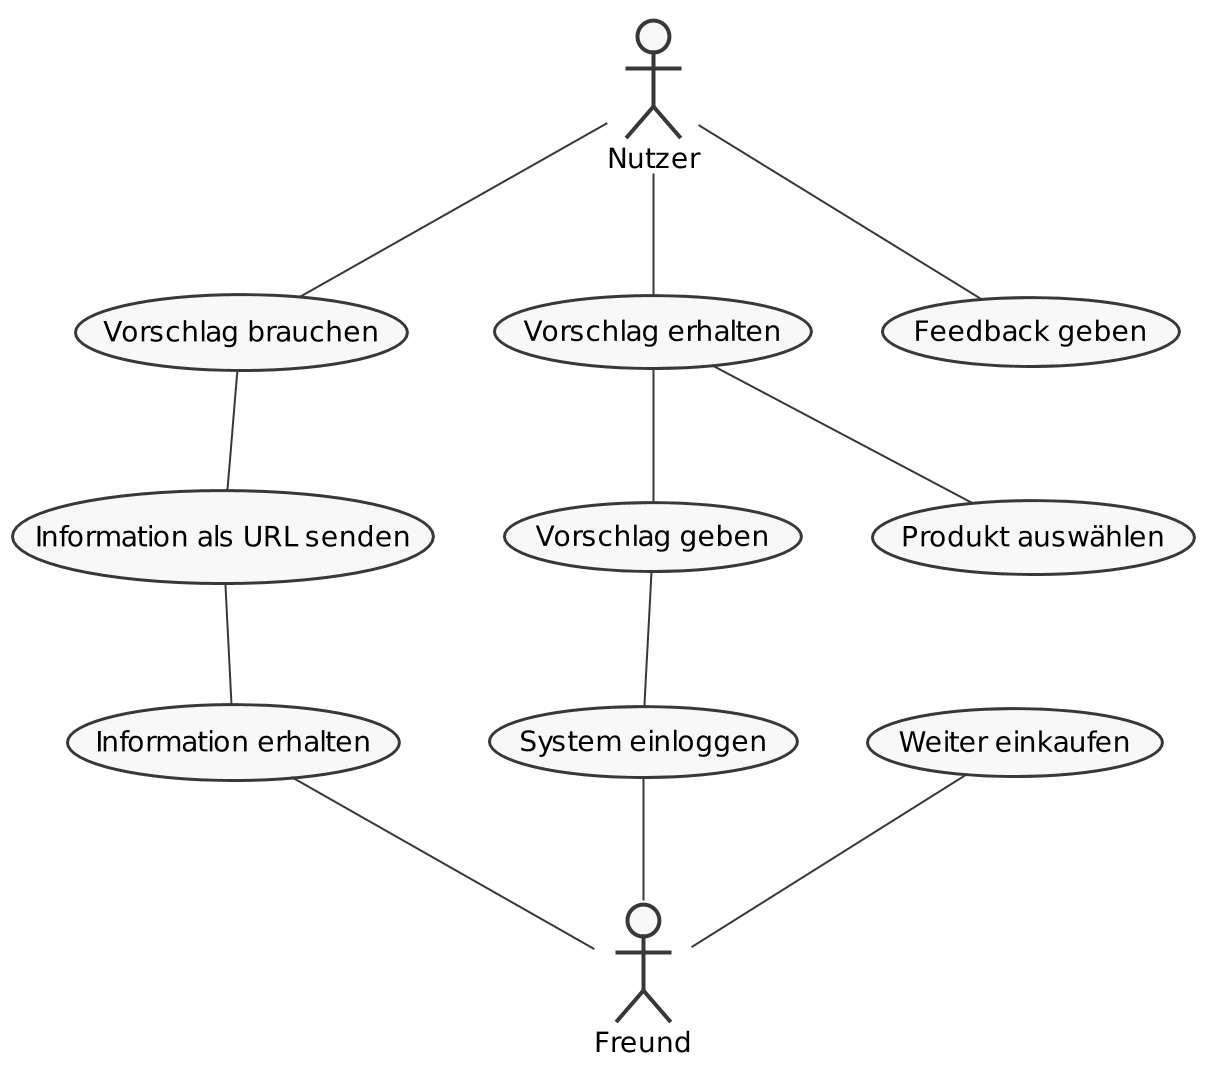 Nutzer
Vorschlag brauchen
Vorschlag erhalten
Feedback geben
Information als URL senden
Vorschlag geben
Produkt auswählen
Information erhalten
System einloggen
Weiter einkaufen
Freund